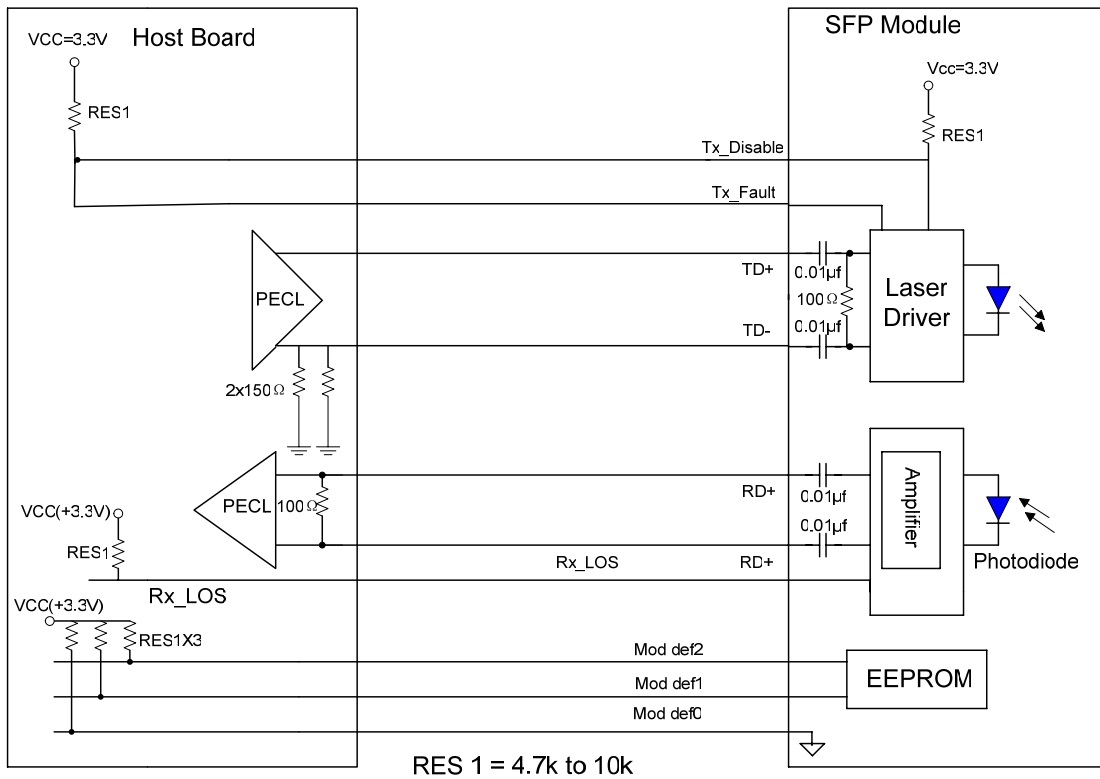 Host Board
SFP Module
VCC=3.3V
Vcc=3.3V
RES1
RES1
Tx_Disable
Tx_Fault
PECL
TD+
0.01µf
100Ω
Laser
Driver
TD-
0.01µf
2x150Ω
PECL
100Ω
RD+
0.01µf
Amplifier
0.01µf
VCC(+3.3V)
RES1
Rx_LOS
RD+
Photodiode
Rx_LOS
VCC(+3.3V)
RES1X3
Mod def2
EEPROM
Mod def1
Mod def0
RES 1 = 4.7k to 10k